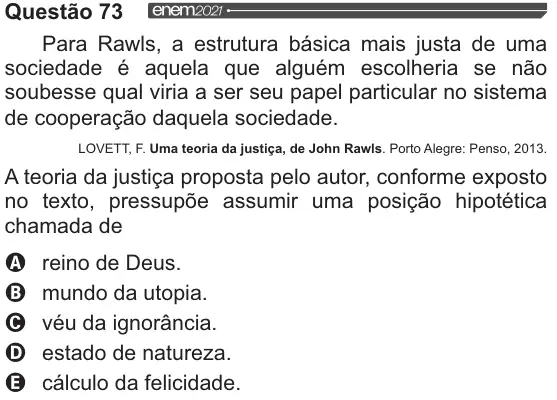 Questão 73 enem2021
Para Rawls, a estrutura básica mais justa de uma
sociedade é aquela que alguém escolheria se não
soubesse qual viria a ser seu papel particular no sistema
de cooperação daquela sociedade.
LOVETT, F. Uma teoria da justiça, de John Rawls. Porto Alegre: Penso, 2013.
A teoria da justiça proposta pelo autor, conforme exposto
no texto, pressupõe assumir uma posição hipotética
chamada de
A reino de Deus.
B mundo da utopia.
C véu da ignorância.
D estado de natureza.
E cálculo da felicidade.